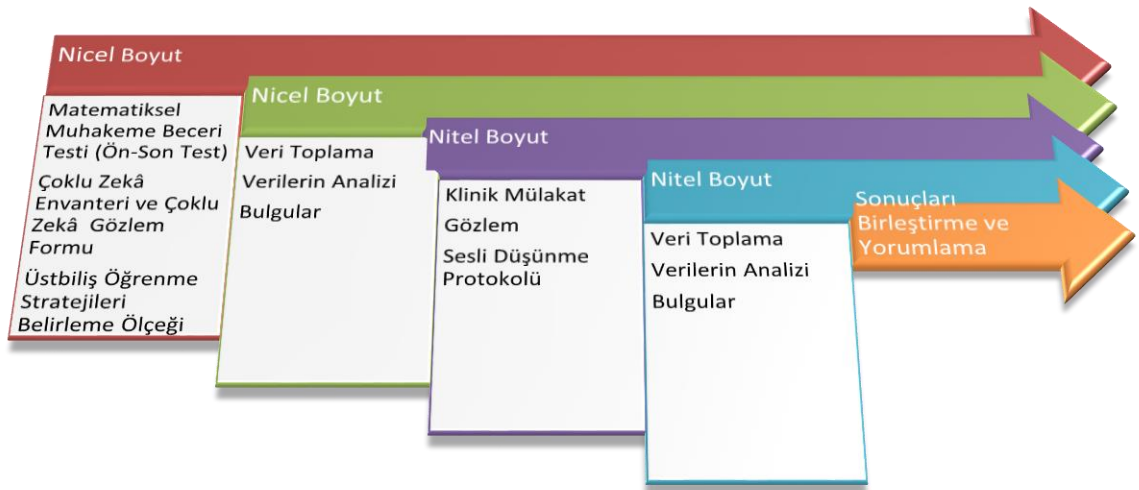 Nicel Boyut
Matematiksel
Muhakeme Beceri
Testi (Ön-Son Test)
Çoklu Zekâ
Envanteri ve Çoklu
Zekâ Gözlem
Formu
Üstbiliş Öğrenme
Stratejileri
Belirleme Ölçeği
Nicel Boyut
Veri Toplama
Verilerin Analizi
Bulgular
Nitel Boyut
Klinik Mülakat
Gözlem
Sesli Düşünme
Protokolü
Nitel Boyut
Veri Toplama
Verilerin Analizi
Bulgular
Sonuçları
Birleştirme ve
Yorumlama